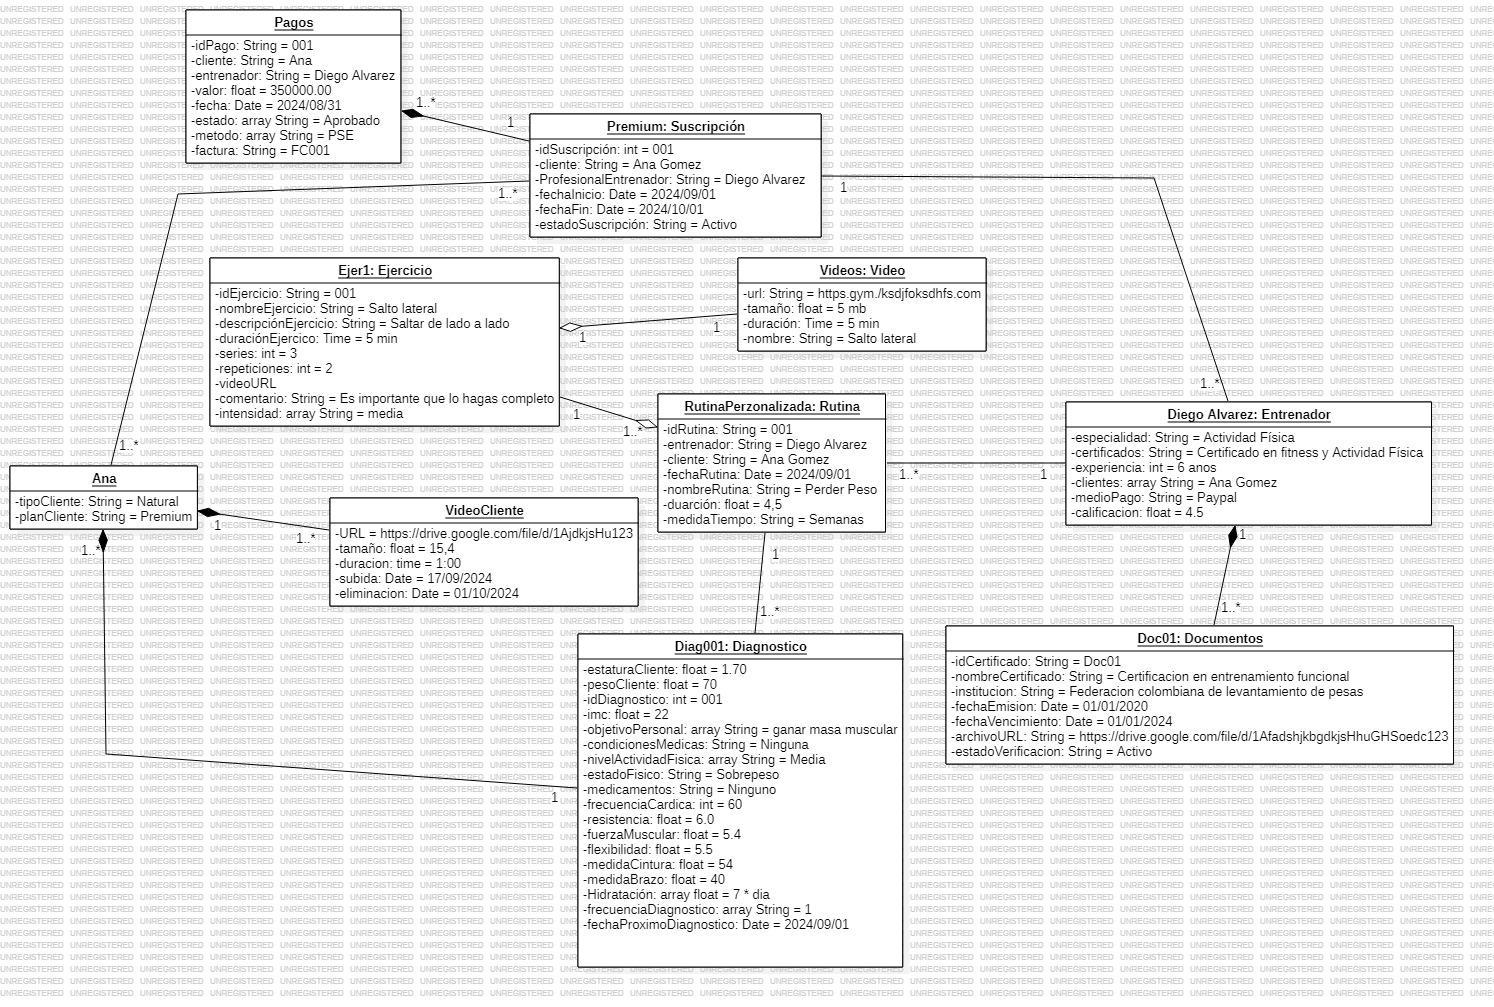 Pagos
-idPago: String = 001
-cliente: String = Ana
-entrenador: String = Diego Alvarez
-valor: float = 350000.00
-fecha: Date = 2024/08/31
-estado: array String = Aprobado
-metodo: array String = PSE
-factura: String = FC001
1..*
1
Premium: Suscripción
-idSuscripción: int = 001
-cliente: String = Ana Gomez
-ProfesionalEntrenador: String = Diego Alvarez
-fechaInicio: Date = 2024/09/01
-fechaFin: Date = 2024/10/01
-estadoSuscripción: String = Activo
1..*
1
Ejer1: Ejercicio
-idEjercicio: String = 001
-nombreEjercicio: String = Salto lateral
-descripciónEjercicio: String = Saltar de lado a lado
-duraciónEjercico: Time = 5 min
-series: int = 3
-repeticiones: int = 2
-videoURL
-comentario: String = Es importante que lo hagas completo
-intensidad: array String = media
1
1
Videos: Video
-url: String = https.gym./ksdjfoksdhfs.com
-tamaño: float = 5 mb
-duración: Time = 5 min
-nombre: String = Salto lateral
1
1..*
RutinaPerzonalizada: Rutina
-idRutina: String = 001
-entrenador: String = Diego Alvarez
-cliente: String = Ana Gomez
-fechaRutina: Date = 2024/09/01
-nombreRutina: String = Perder Peso
-duarción: float = 4,5
-medidaTiempo: String = Semanas
1..*
1
1..*
Diego Alvarez: Entrenador
-especialidad: String = Actividad Física
-certificados: String = Certificado en fitness y Actividad Física
-experiencia: int = 6 anos
-clientes: array String = Ana Gomez
-medioPago: String = Paypal
-calificacion: float = 4.5
1..*
Ana
-tipoCliente: String = Natural
-planCliente: String = Premium
1
1..*
1..*
VideoCliente
-URL = https://drive.google.com/file/d/1AjdkjsHu123
-tamaño: float = 15,4
-duracion: time = 1:00
-subida: Date = 17/09/2024
-eliminacion: Date = 01/10/2024
1
1..*
1
1..*
Diag001: Diagnostico
-estaturaCliente: float = 1.70
-pesoCliente: float = 70
-idDiagnostico: int = 001
-imc: float = 22
-objetivoPersonal: array String = ganar masa muscular
-condicionesMedicas: String = Ninguna
-nivelActividadFisica: array String = Media
-estadoFisico: String = Sobrepeso
-medicamentos: String = Ninguno
-frecuenciaCardica: int = 60
-resistencia: float = 6.0
-fuerzaMuscular: float = 5.4
-flexibilidad: float = 5.5
-medidaCintura: float = 54
-medidaBrazo: float = 40
-Hidratación: array float = 7 * dia
-frecuenciaDiagnostico: array String = 1
-fechaProximoDiagnostico: Date = 2024/09/01
1
Doc01: Documentos
-idCertificado: String = Doc01
-nombreCertificado: String = Certificacion en entrenamiento funcional
-institucion: String = Federacion colombiana de levantamiento de pesas
-fechaEmision: Date = 01/01/2020
-fechaVencimiento: Date = 01/01/2024
-archivoURL: String = https://drive.google.com/file/d/1AfadshjkbgdkjsHhuGHSoedc123
-estadoVerificacion: String = Activo
UNREGISTERED